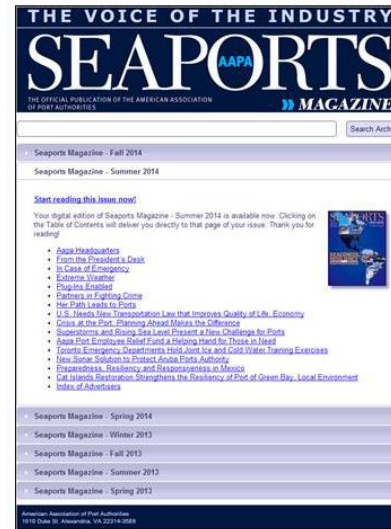 THE VOICE OF THE INDUSTRY
SEAPORTS
AAPA
THE OFFICIAL PUBLICATION OF THE AMERICAN ASSOCIATION
OF PORT AUTHORITIES
MAGAZINE
Search Arch
Seaports Magazine - Fall 2014
Seaports Magazine - Summer 2014
Start reading this issue now!
Your digital edition of Seaports Magazine - Summer 2014 is available now. Clicking on
the Table of Contents will deliver you directly to that page of your issue. Thank you for
reading!
SEAPORTS
Aapa Headquarters
From the President's Desk
In Case of Emergency
Extreme Weather
Plug-Ins Enabled
Partners in Fighting Crime
Her Path Leads to Ports
U.S. Needs New Transportation Law that Improves Quality of Life, Economy
Crisis at the Port: Planning Ahead Makes the Difference
Superstorms and Rising Sea Level Present a New Challenge for Ports
Aapa Port Employee Relief Fund a Helping Hand for Those in Need
Toronto Emergency Departments Hold Joint Ice and Cold Water Training Exercises
New Sonar Solution to Protect Aruba Ports Authority
Preparedness, Resiliency and Responsiveness in Mexico
Cat Islands Restoration Strengthens the Resiliency of Port of Green Bay, Local Environment
Index of Advertisers
Seaports Magazine - Spring 2014
Seaports Magazine - Winter 2013
Seaports Magazine - Fall 2013
Seaports Magazine - Summer 2013
Seaports Magazine - Spring 2013
American Association of Port Authorities
1010 Duke St. Alexandria, VA 22314-3589